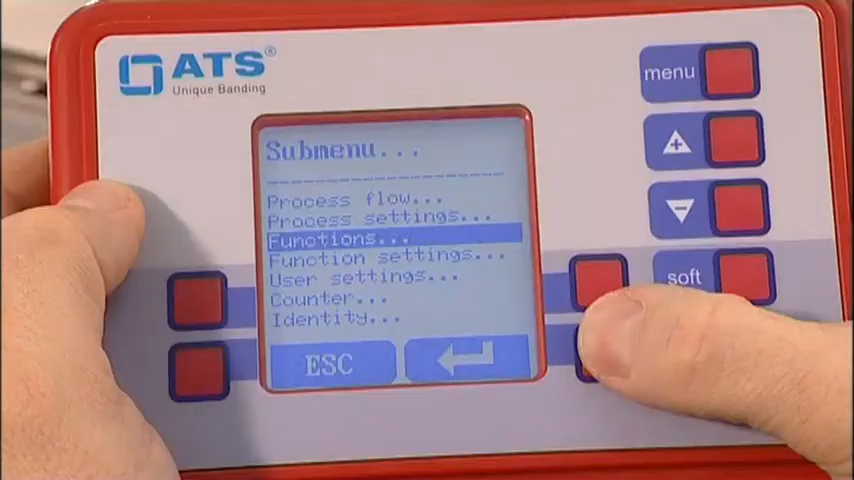 ATS®
Unique Banding
menu
+
−
soft
Submenu...
Process flow...
Process settings...
Functions...
Function settings...
User settings...
Counter...
Identity...
ESC